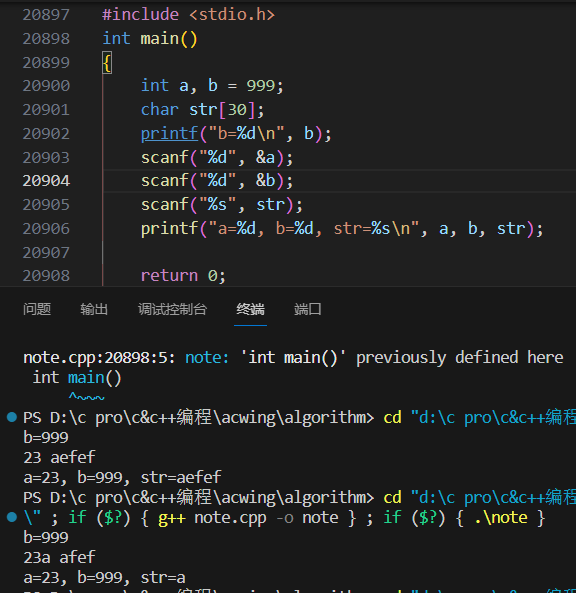 20897 #include <stdio.h>
20898 int main()
20899 {
20900 int a, b = 999;
20901 char str[30];
20902 printf("b=%d\n", b);
20903 scanf("%d", &a);
20904 scanf("%d", &b);
20905 scanf("%s", str);
20906 printf("a=%d, b=%d, str=%s\n", a, b, str);
20907
20908 return 0;
问题 输出 调试控制台 终端 端口
note.cpp:20898:5: note: 'int main()' previously defined here
int main()
^~~~
PS D:\c pro\c&c++编程\acwing\algorithm> cd "d:\c pro\c&c++编程
b=999
23 aefef
a=23, b=999, str=aefef
PS D:\c pro\c&c++编程\acwing\algorithm> cd "d:\c pro\c&c++编程
\" ; if ($?) { g++ note.cpp -o note } ; if ($?) { .\note }
b=999
23a afef
a=23, b=999, str=a